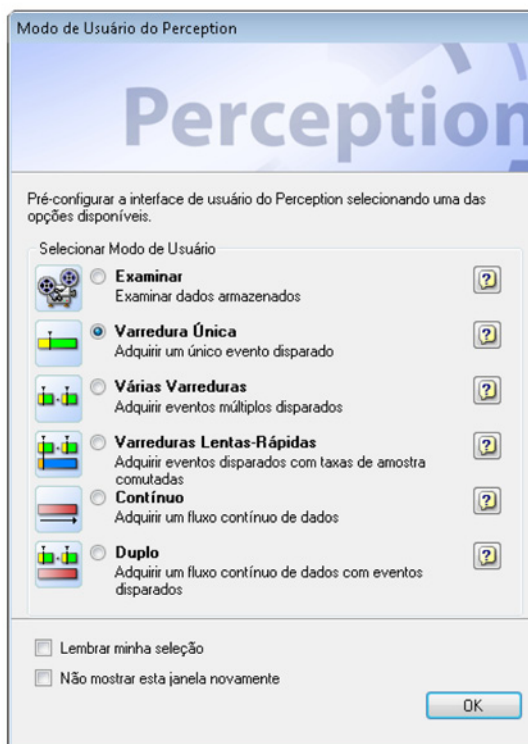 Modo de Usuário do Perception
Perception
Pré-configurar a interface de usuário do Perception selecionando uma das
opções disponíveis.
Selecionar Modo de Usuário
Examinar
Examinar dados armazenados
Varredura Única
Adquirir um único evento disparado
Várias Varreduras
Adquirir eventos múltiplos disparados
Varreduras Lentas-Rápidas
Adquirir eventos disparados com taxas de amostra
comutadas
Contínuo
Adquirir um fluxo contínuo de dados
Duplo
Adquirir um fluxo contínuo de dados com eventos
disparados
Lembrar minha seleção
Não mostrar esta janela novamente
OK